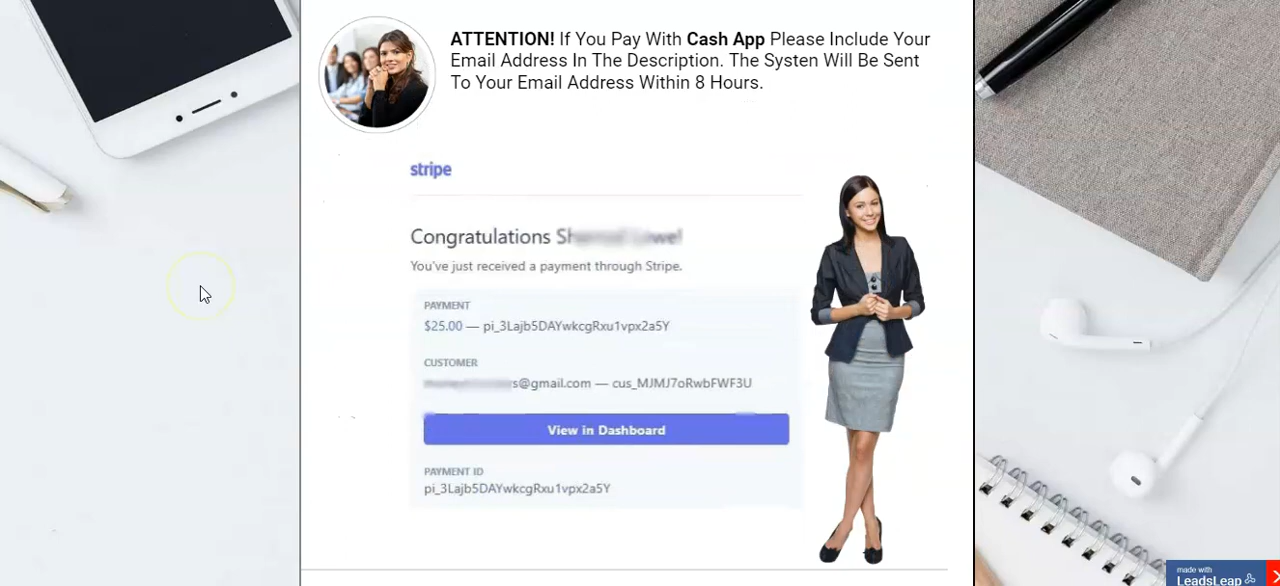 ATTENTION! If You Pay With Cash App Please Include Your
Email Address In The Description. The Systen Will Be Sent
To Your Email Address Within 8 Hours.
stripe
Congratulations
You've just received a payment through Stripe.
PAYMENT
$25.00 — pi_3Lajb5DAYwkcgRxu1vpx2a5Y
CUSTOMER
s@gmail.com — cus_MJMJ7oRwbFWF3U
View in Dashboard
PAYMENT ID
pi_3Lajb5DAYwkcgRxu1vpx2a5Y
made with
LeadsLeap